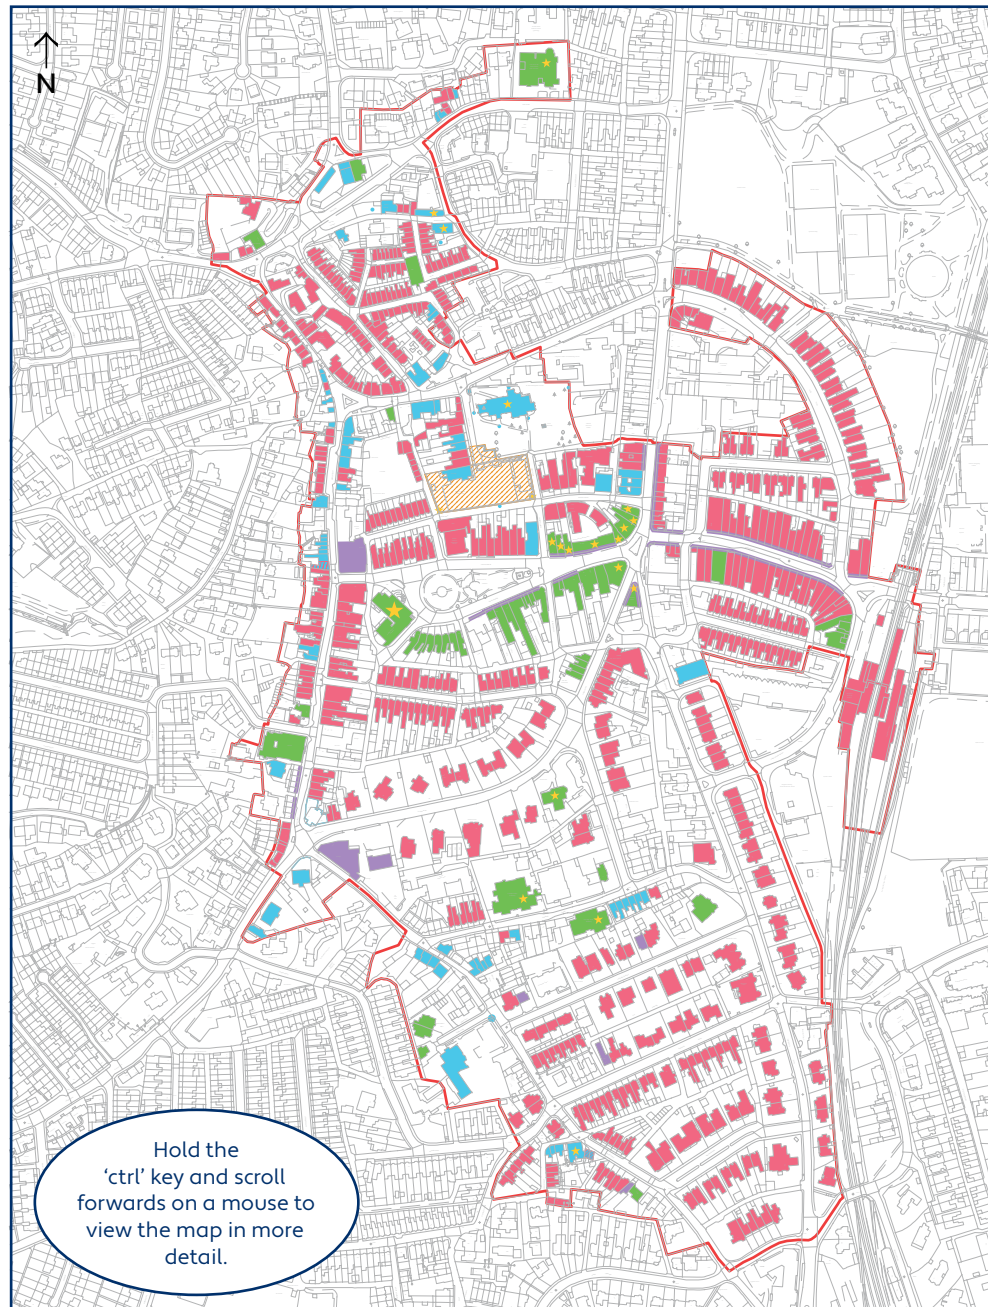 N
Hold the
‘ctrl’ key and scroll
forwards on a mouse to
view the map in more
detail.